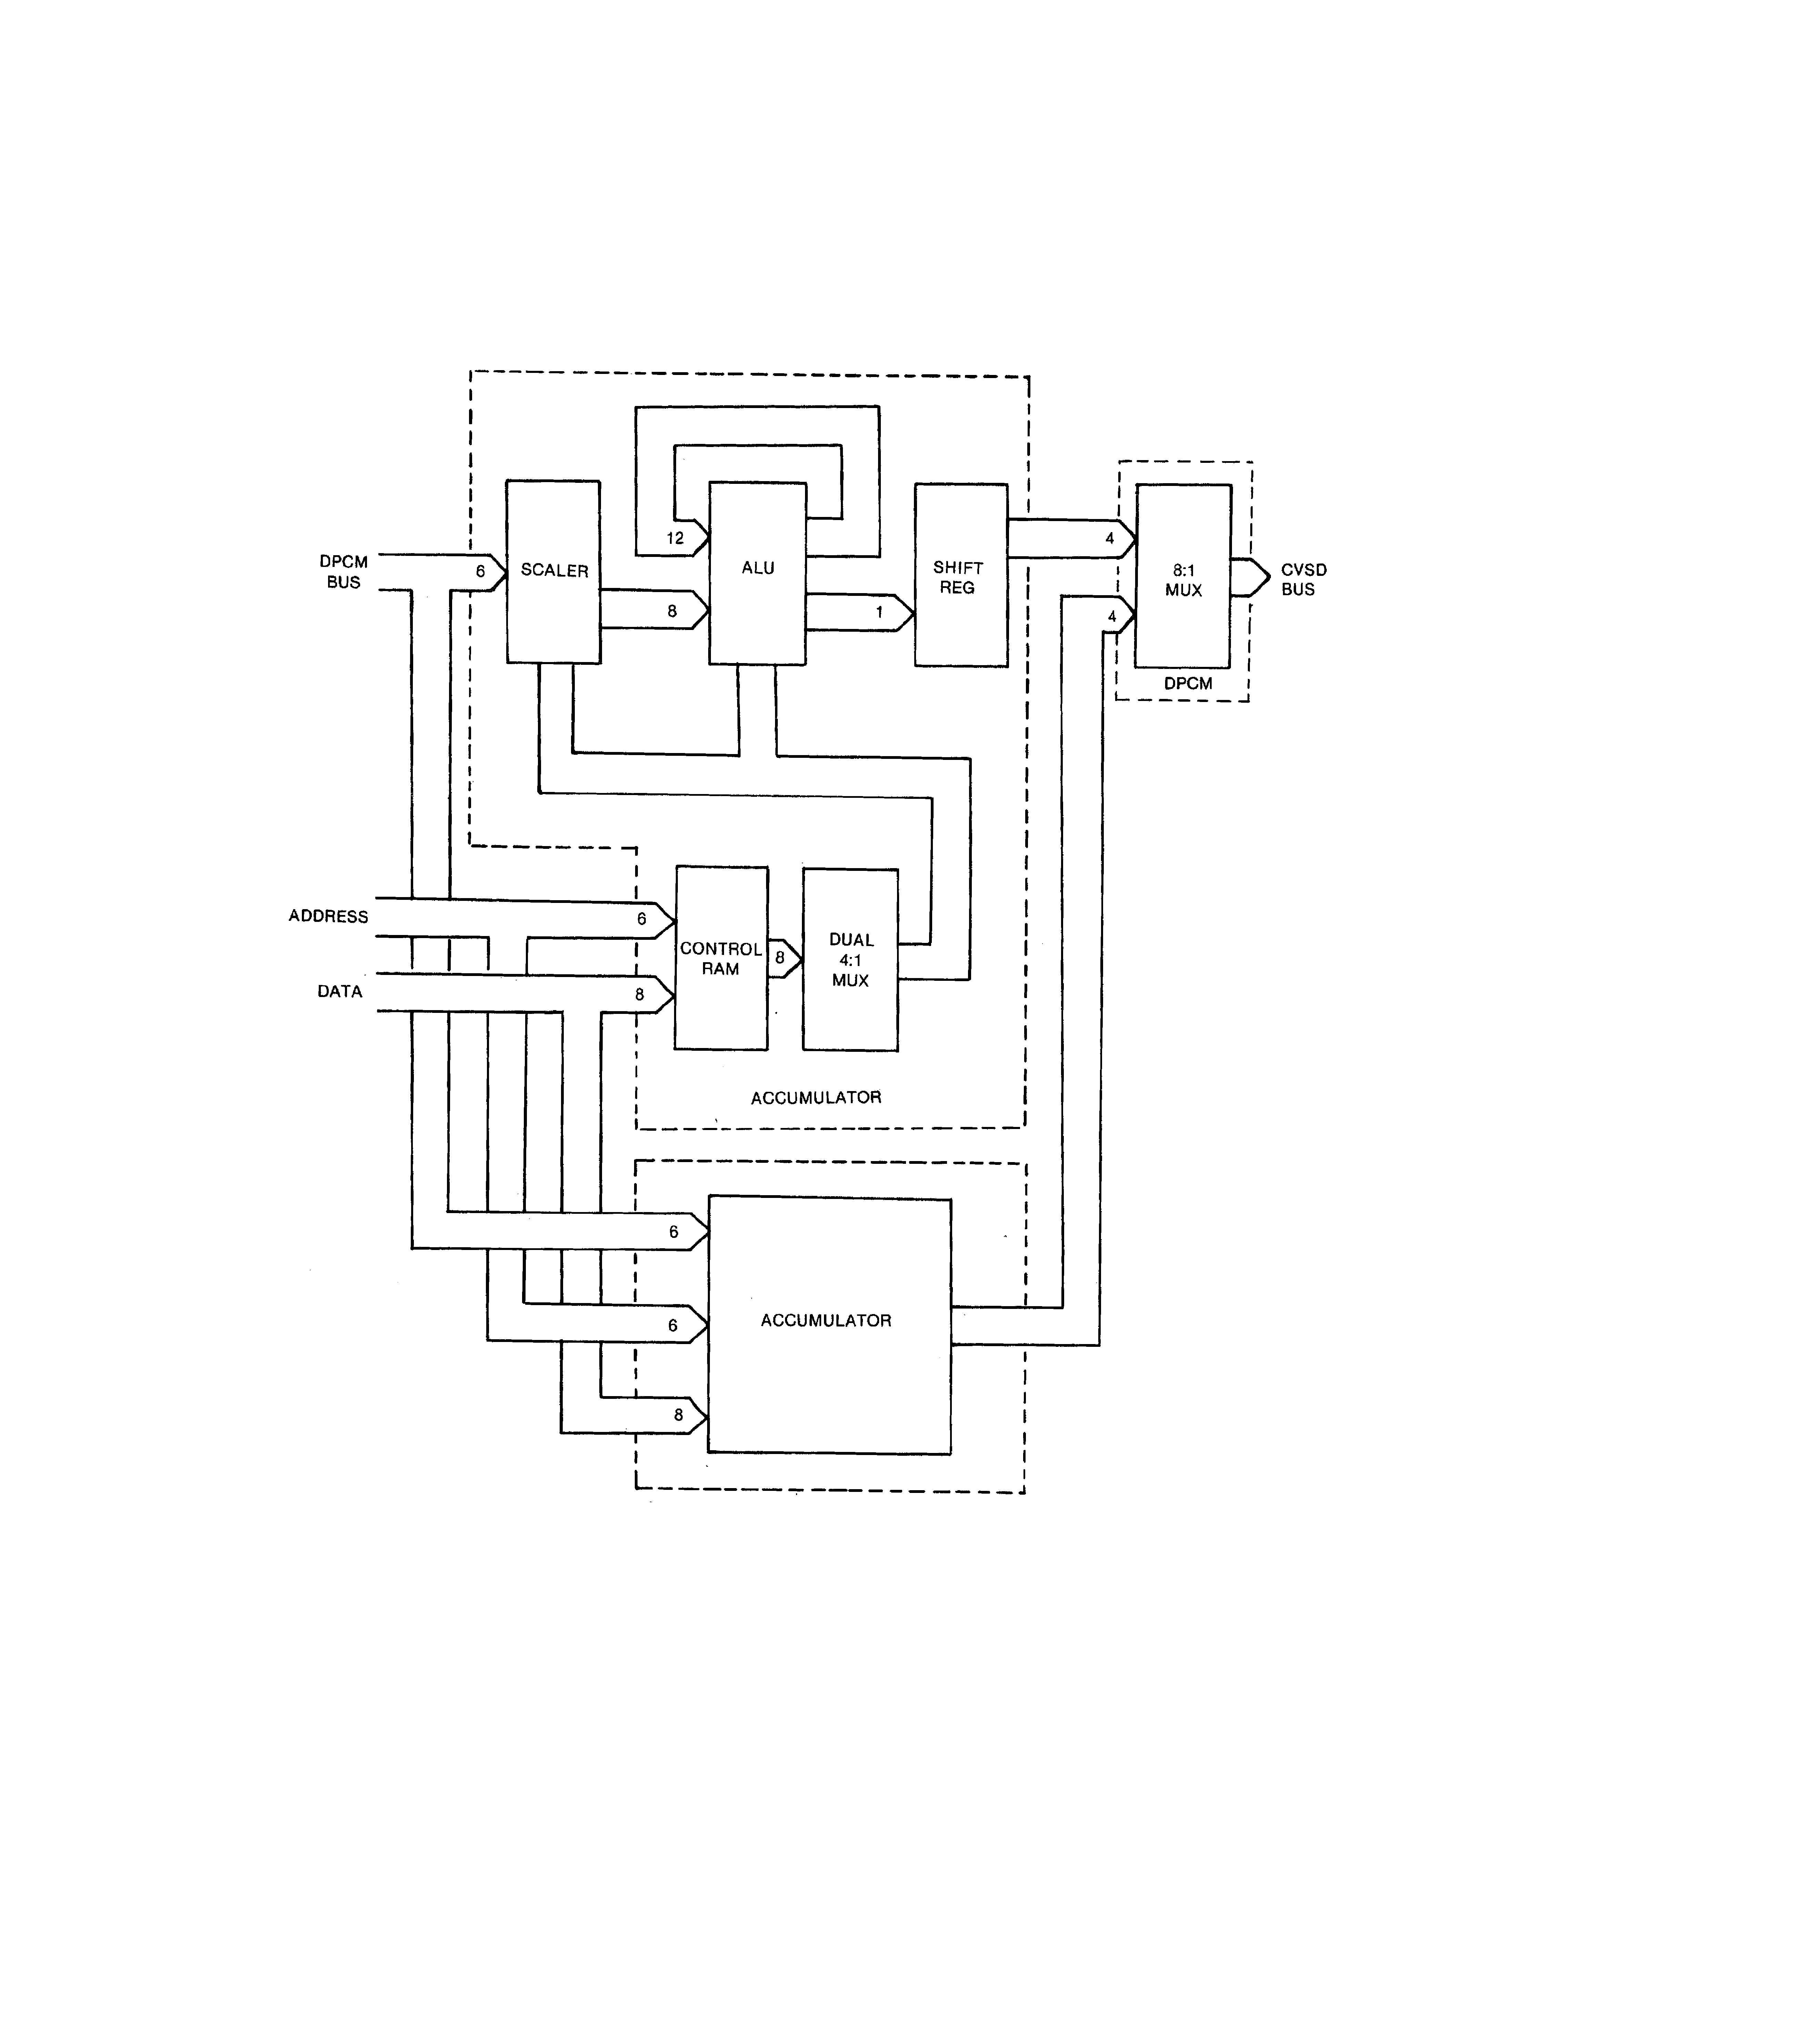 12
DPCM
BUS
6
SCALER
8
ALU
1
SHIFT
REG
4
4
8:1
MUX
DPCM
CVSD
BUS
ADDRESS
6
DATA
8
CONTROL
RAM
8
DUAL
4:1
MUX
ACCUMULATOR
6
6
8
ACCUMULATOR